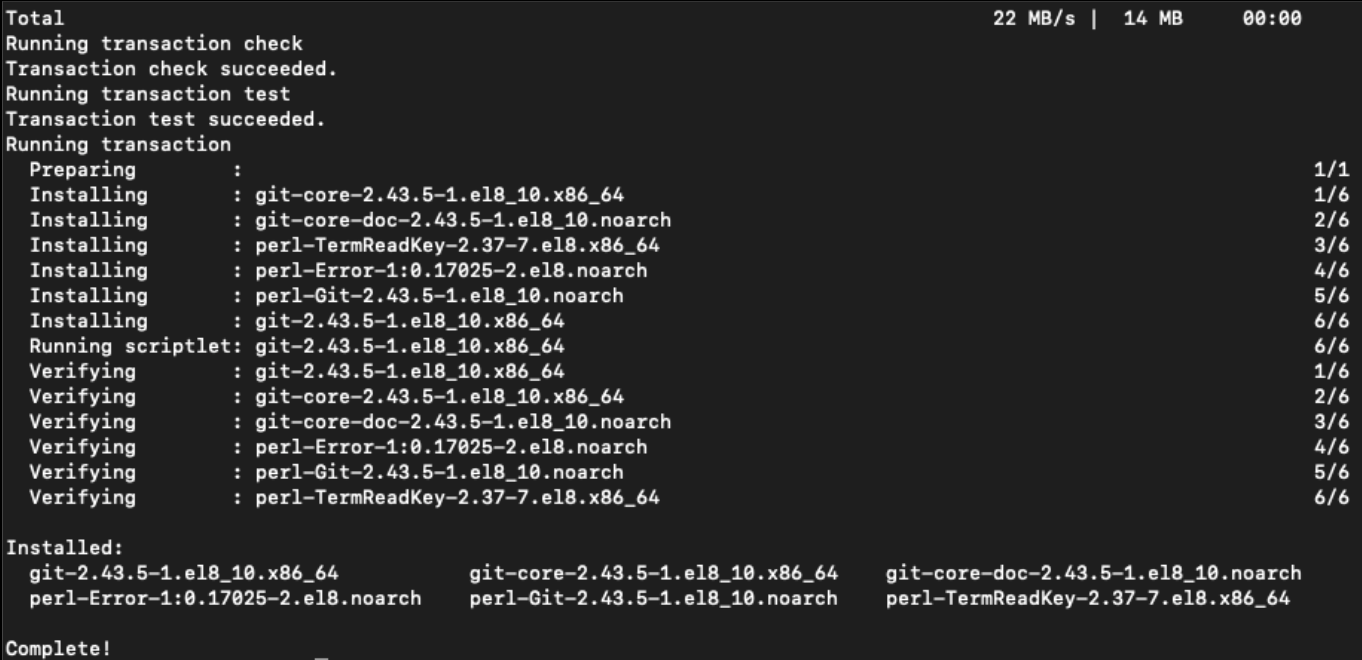 Total 22 MB/s | 14 MB 00:00
Running transaction check
Transaction check succeeded.
Running transaction test
Transaction test succeeded.
Running transaction
Preparing : 1/1
Installing : git-core-2.43.5-1.el8_10.x86_64 1/6
Installing : git-core-doc-2.43.5-1.el8_10.noarch 2/6
Installing : perl-TermReadKey-2.37-7.el8.x86_64 3/6
Installing : perl-Error-1:0.17025-2.el8.noarch 4/6
Installing : perl-Git-2.43.5-1.el8_10.noarch 5/6
Installing : git-2.43.5-1.el8_10.x86_64 6/6
Running scriptlet: git-2.43.5-1.el8_10.x86_64 6/6
Verifying : git-2.43.5-1.el8_10.x86_64 1/6
Verifying : git-core-2.43.5-1.el8_10.x86_64 2/6
Verifying : git-core-doc-2.43.5-1.el8_10.noarch 3/6
Verifying : perl-Error-1:0.17025-2.el8.noarch 4/6
Verifying : perl-Git-2.43.5-1.el8_10.noarch 5/6
Verifying : perl-TermReadKey-2.37-7.el8.x86_64 6/6
Installed:
git-2.43.5-1.el8_10.x86_64 git-core-2.43.5-1.el8_10.x86_64 git-core-doc-2.43.5-1.el8_10.noarch
perl-Error-1:0.17025-2.el8.noarch perl-Git-2.43.5-1.el8_10.noarch perl-TermReadKey-2.37-7.el8.x86_64
Complete!